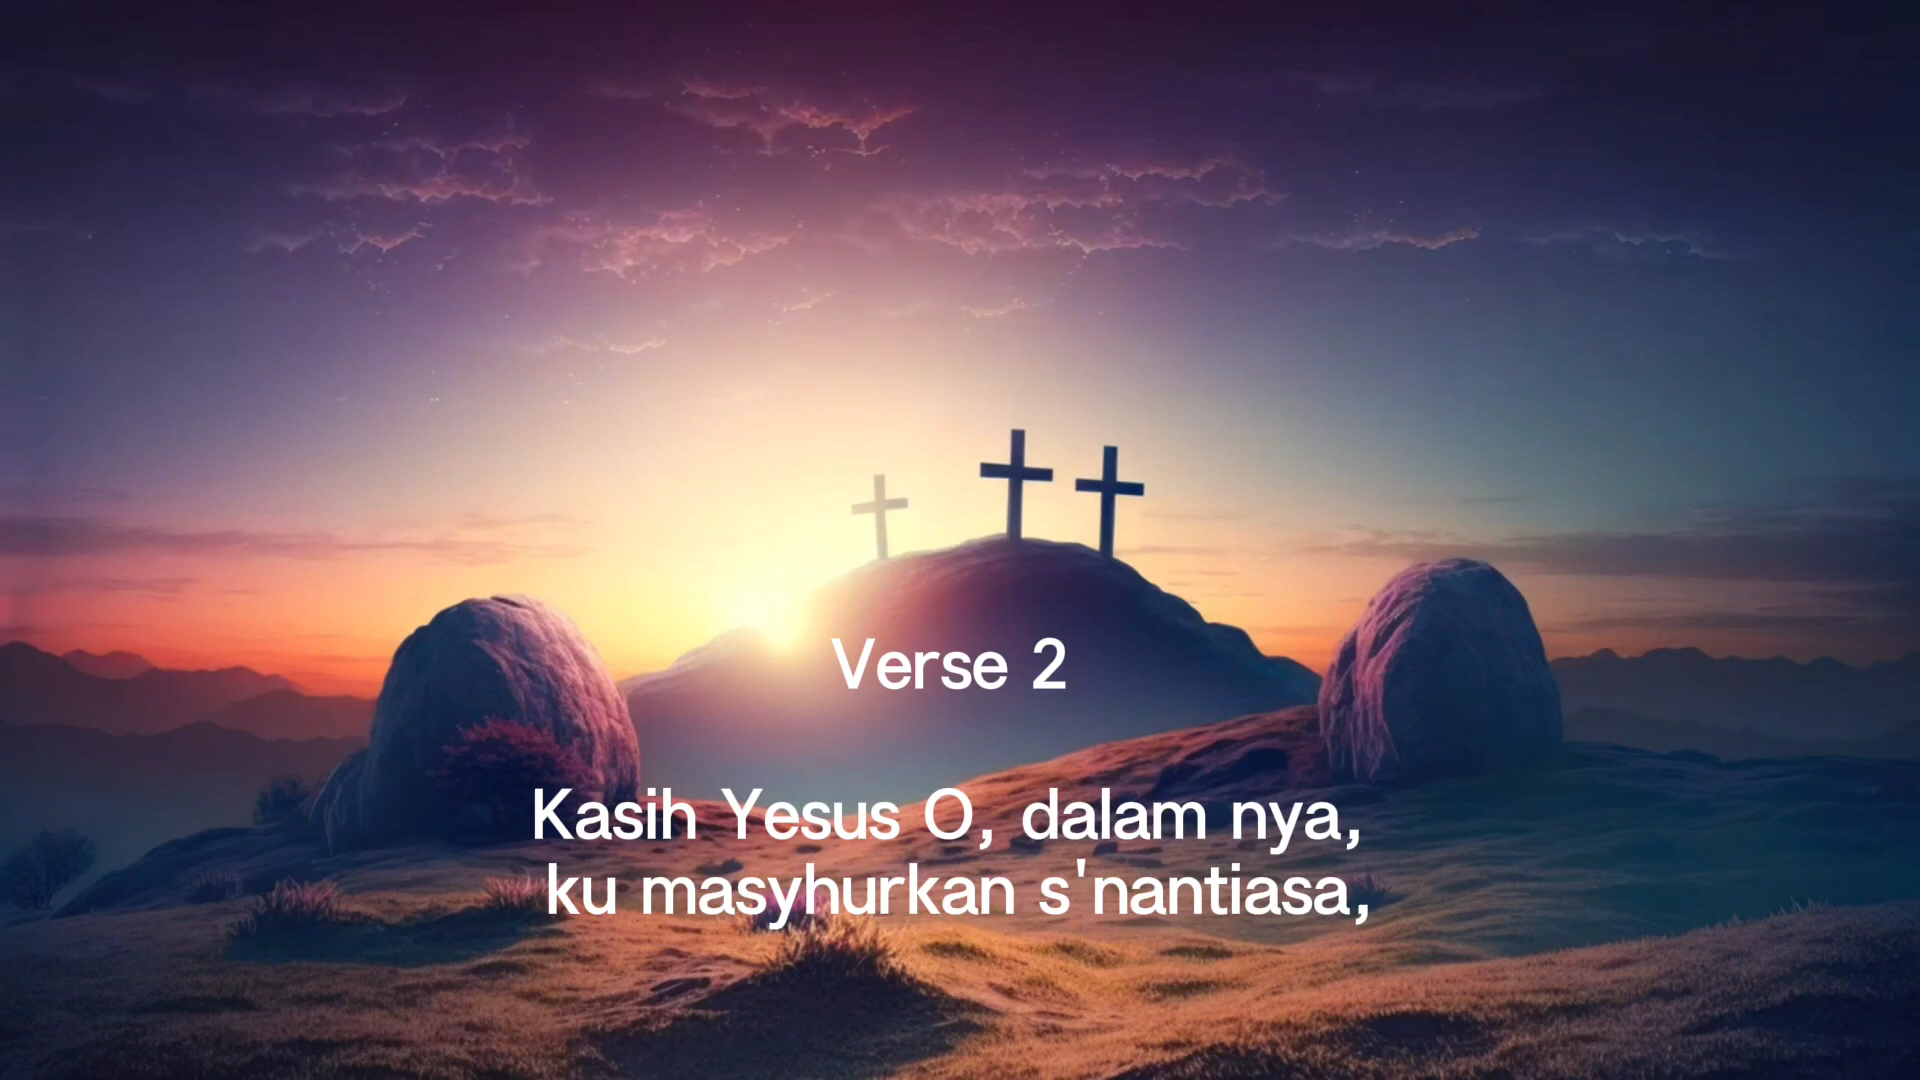 Verse 2
Kasih Yesus O, dalam nya,
ku masyhurkan s'nantiasa,